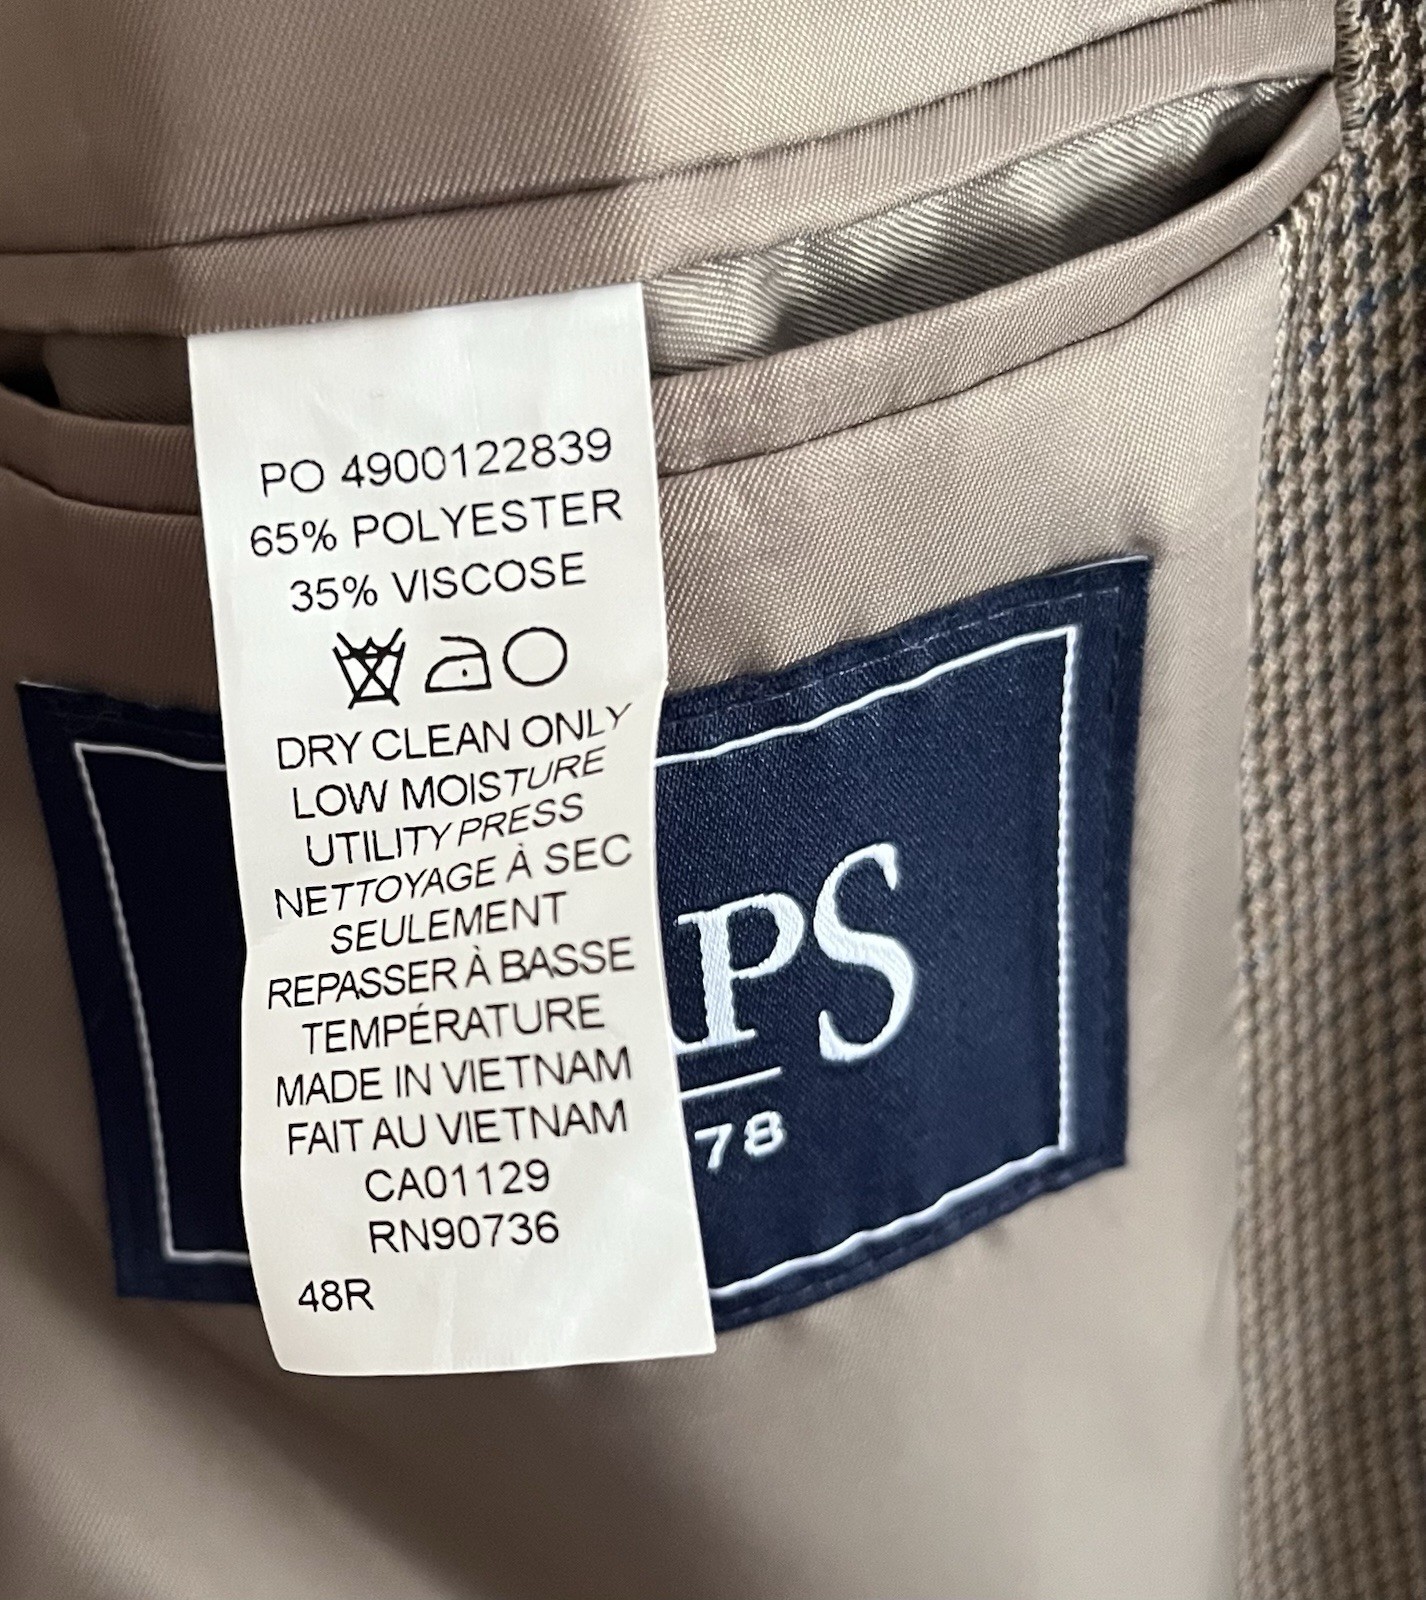 PO 4900122839
65% POLYESTER
35% VISCOSE
DRY CLEAN ONLY
LOW MOISTURE
UTILITY PRESS
NETTOYAGE À SEC
SEULEMENT
REPASSER À BASSE
TEMPÉRATURE
MADE IN VIETNAM
FAIT AU VIETNAM
CA01129
RN90736
48R
APS
78